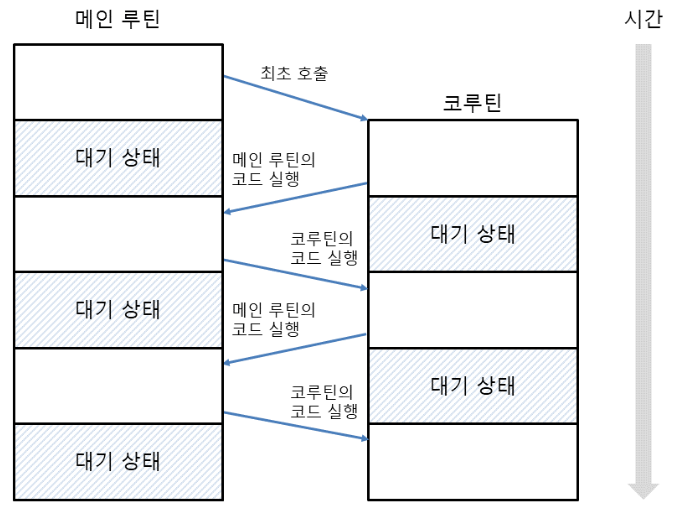 메인 루틴
시간
최초 호출
코루틴
대기 상태
메인 루틴의
코드 실행
대기 상태
코루틴의
코드 실행
대기 상태
메인 루틴의
코드 실행
대기 상태
코루틴의
코드 실행
대기 상태